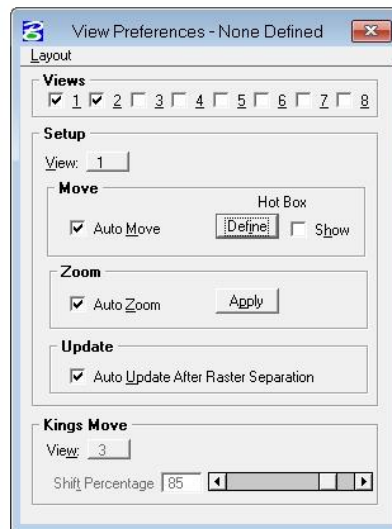 View Preferences - None Defined
Layout
Views
1 2 3 4 5 6 7 8
Setup
View: 1
Move
Hot Box
Auto Move Define Show
Zoom
Auto Zoom Apply
Update
Auto Update After Raster Separation
Kings Move
View: 3
Shift Percentage 85